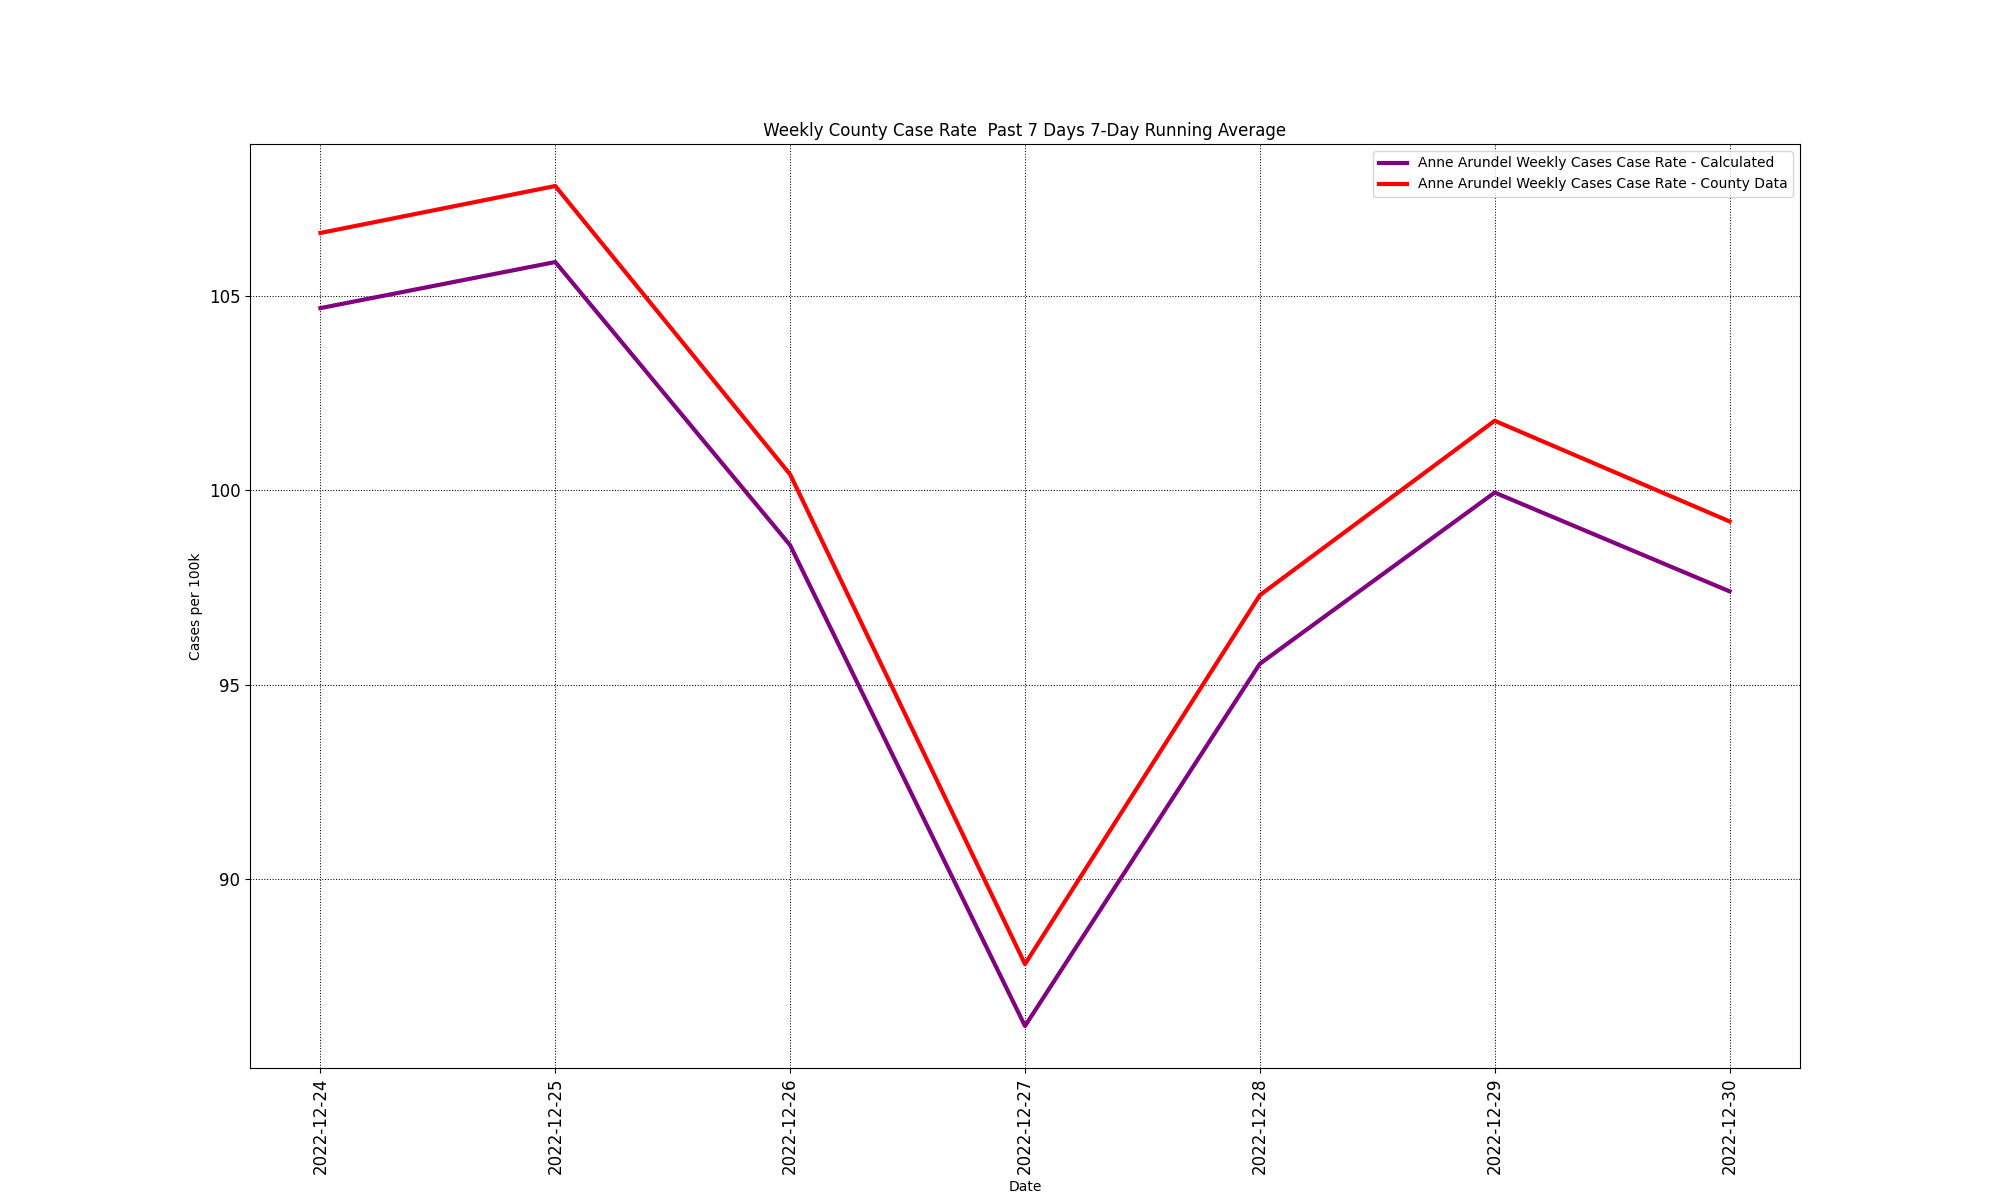 Weekly County Case Rate  Past 7 Days 7-Day Running Average
Anne Arundel Weekly Cases Case Rate - Calculated
Anne Arundel Weekly Cases Case Rate - County Data
Cases per 100k
105
100
95
90
2022-12-24
2022-12-25
2022-12-26
2022-12-27
2022-12-28
2022-12-29
2022-12-30
Date